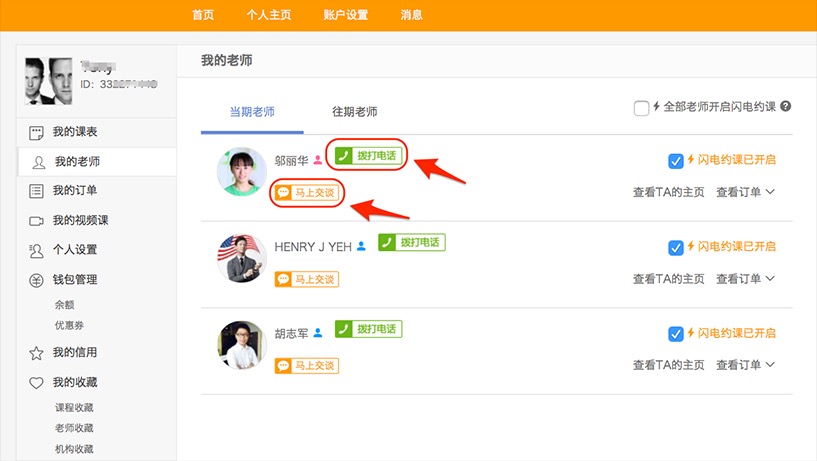 首页 个人主页 账户设置 消息
ID:
我的老师
当期老师 往期老师 全部老师开启闪电约课
我的课表
我的老师
我的订单
我的视频课
个人设置
钱包管理
余额
优惠券
我的信用
我的收藏
课程收藏
老师收藏
机构收藏
邬丽华 拨打电话 闪电约课已开启
马上交谈 查看TA的主页 查看订单
HENRY J YEH 拨打电话 闪电约课已开启
马上交谈 查看TA的主页 查看订单
胡志军 拨打电话 闪电约课已开启
马上交谈 查看TA的主页 查看订单